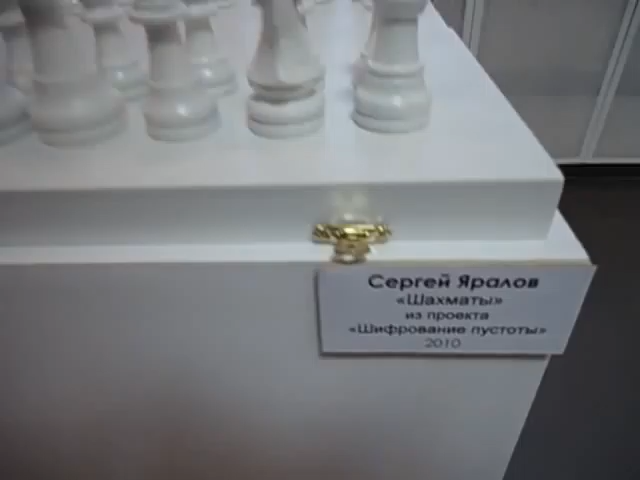 Сергей Яралов
«Шахматы»
из проекта
«Шифрование пустоты»
2010